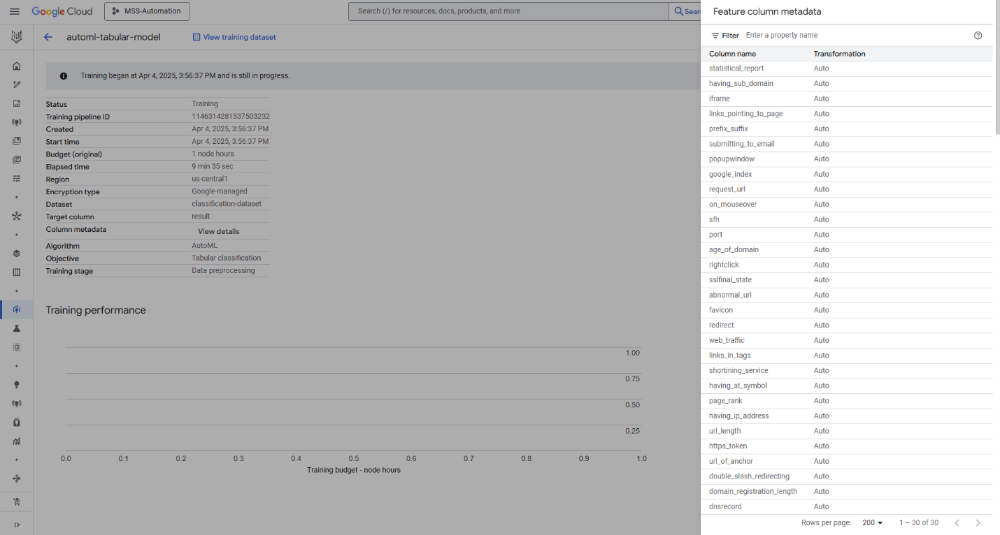 Google Cloud
MSS-Automation
Search (/) for resources, docs, products, and more
Sear
automl-tabular-model
View training dataset
Training began at Apr 4, 2025, 3:56:37 PM and is still in progress.
Status Training
Training pipeline ID 1146314281537503232
Created Apr 4, 2025, 3:56:37 PM
Start time Apr 4, 2025, 3:56:37 PM
Budget (original) 1 node hours
Elapsed time 9 min 35 sec
Region us-central1
Encryption type Google-managed
Dataset classification-dataset
Target column result
Column metadata View details
Algorithm AutoML
Objective Tabular classification
Training stage Data preprocessing
Training performance
1.00
0.75
0.50
0.25
0.0 0.1 0.2 0.3 0.4 0.5 0.6 0.7 0.8 0.9 1.0
Training budget - node hours
Feature column metadata
Filter Enter a property name
Column name Transformation
statistical_report Auto
having_sub_domain Auto
iframe Auto
links_pointing_to_page Auto
prefix_suffix Auto
submitting_to_email Auto
popupwindow Auto
google_index Auto
request_url Auto
on_mouseover Auto
sfh Auto
port Auto
age_of_domain Auto
rightclick Auto
sslfinal_state Auto
abnormal_url Auto
favicon Auto
redirect Auto
web_traffic Auto
links_in_tags Auto
shortining_service Auto
having_at_symbol Auto
page_rank Auto
having_ip_address Auto
url_length Auto
https_token Auto
url_of_anchor Auto
double_slash_redirecting Auto
domain_registration_length Auto
dnsrecord Auto
Rows per page: 200 1 – 30 of 30